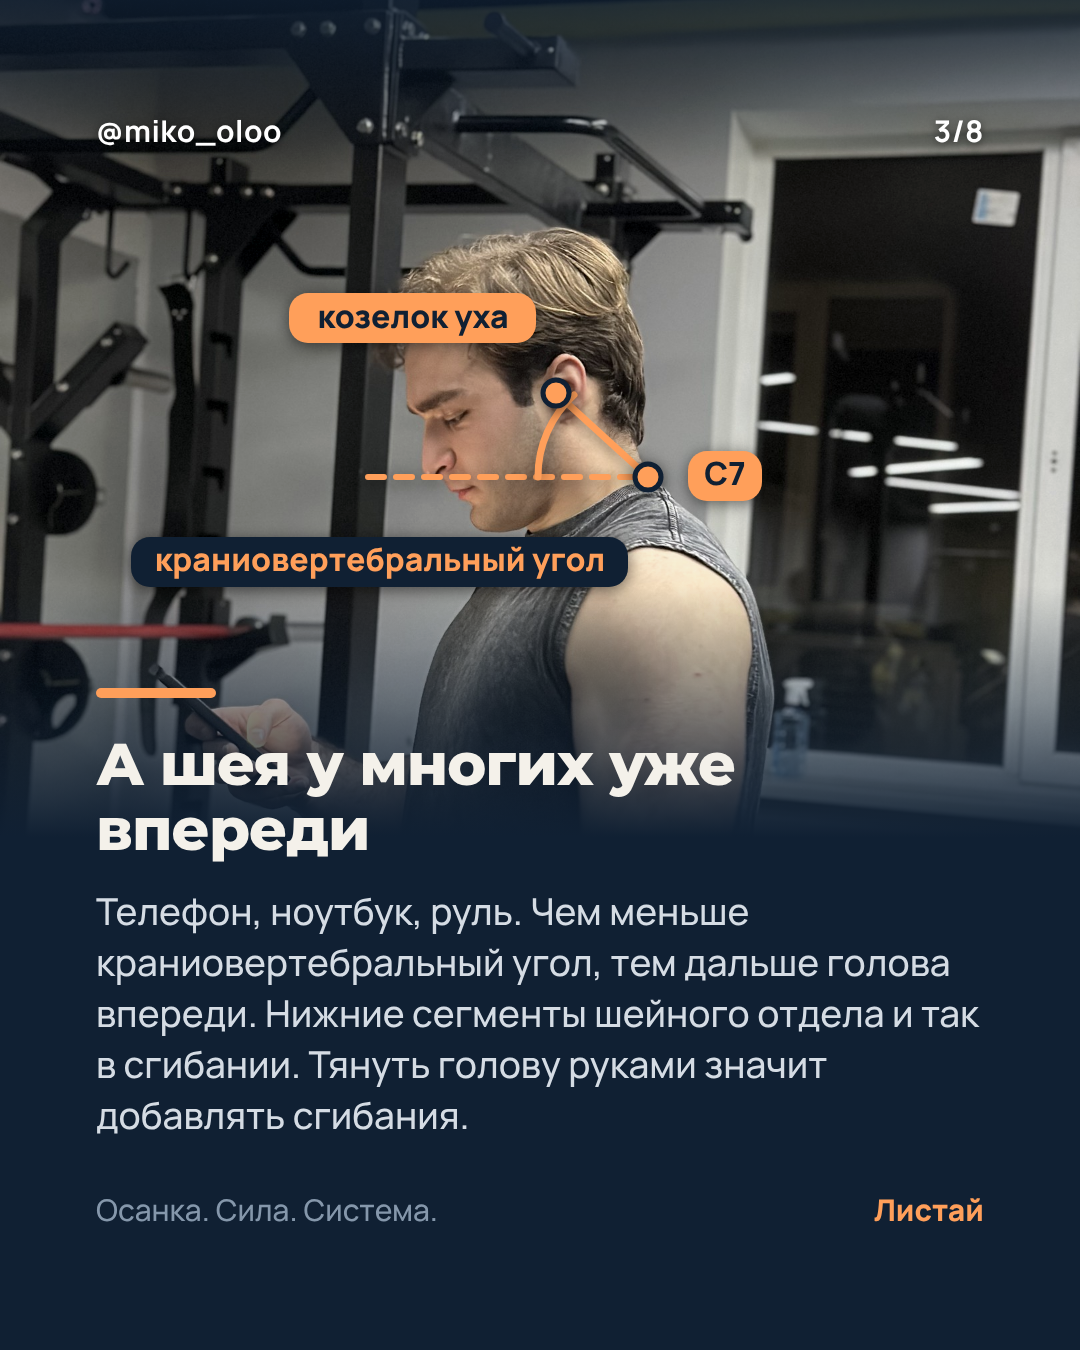 @miko_oloo
3/8
козелок уха
C7
краниовертебральный угол
А шея у многих уже
впереди
Телефон, ноутбук, руль. Чем меньше
краниовертебральный угол, тем дальше голова
впереди. Нижние сегменты шейного отдела и так
в сгибании. Тянуть голову руками значит
добавлять сгибания.
Осанка. Сила. Система.
Листай